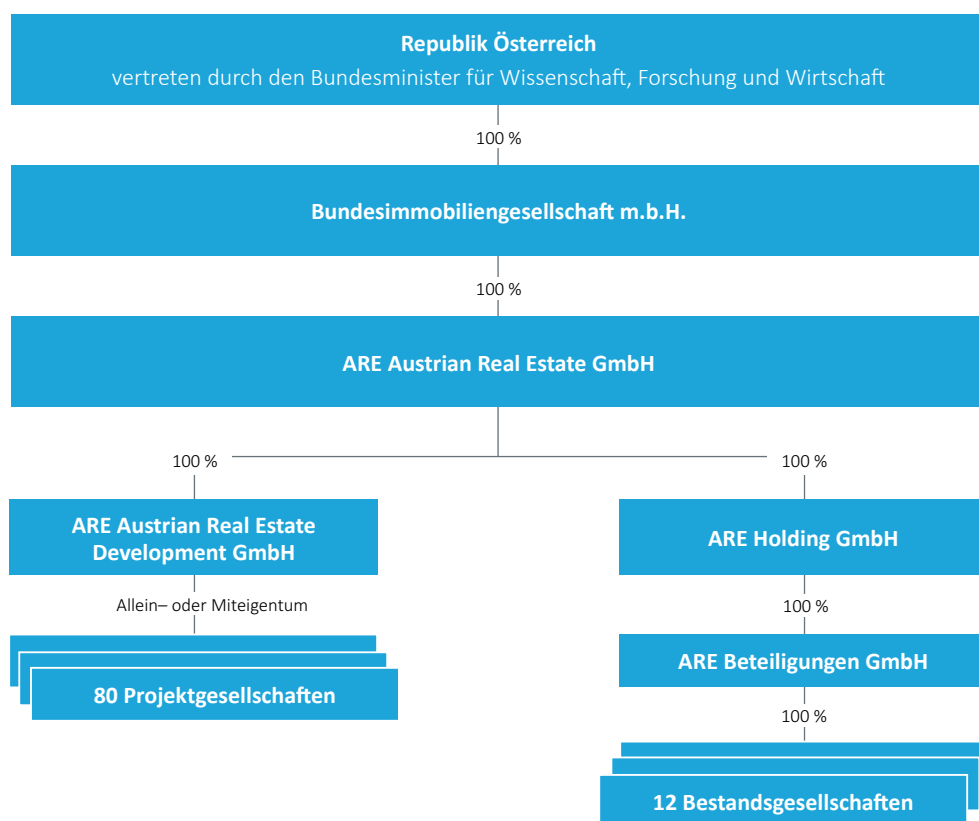 Republik Österreich
vertreten durch den Bundesminister für Wissenschaft, Forschung und Wirtschaft
100 %
Bundesimmobiliengesellschaft m.b.H.
100 %
ARE Austrian Real Estate GmbH
100 %
100 %
ARE Austrian Real Estate
Development GmbH
ARE Holding GmbH
Allein– oder Miteigentum
100 %
80 Projektgesellschaften
ARE Beteiligungen GmbH
100 %
12 Bestandsgesellschaften